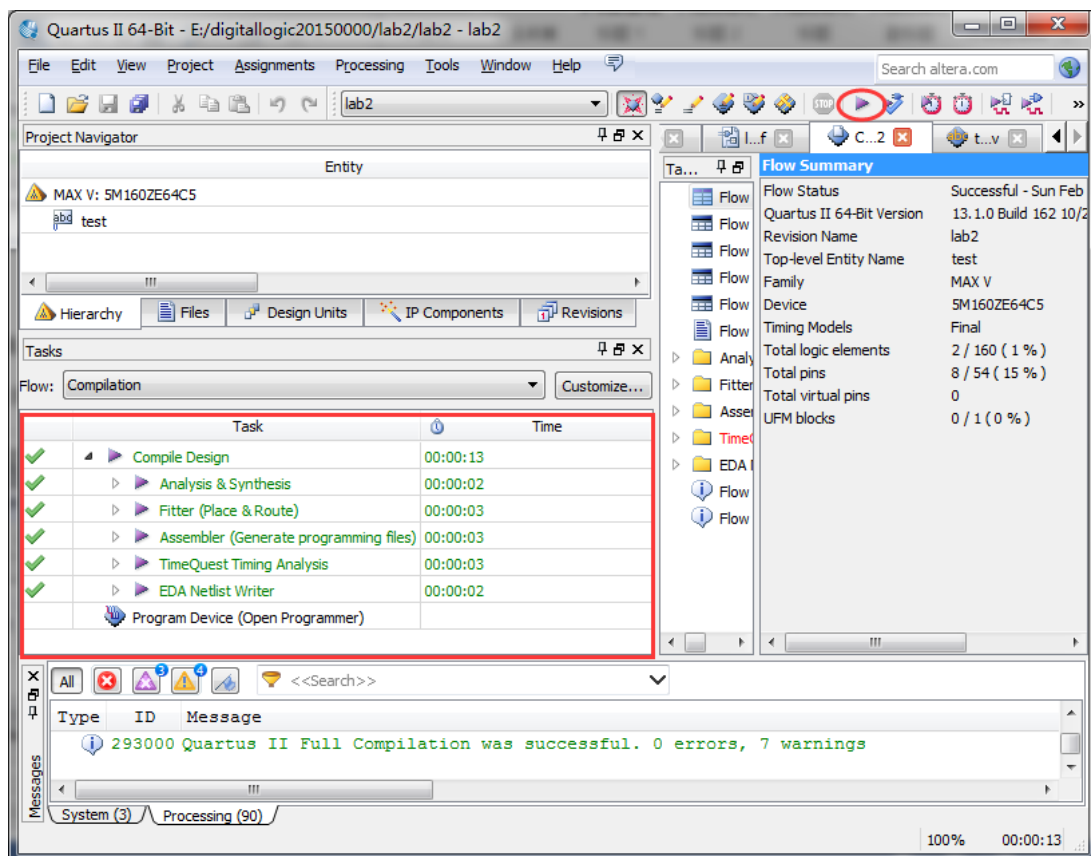 Quartus II 64-Bit - E:/digitallogic20150000/lab2/lab2 - lab2
File Edit View Project Assignments Processing Tools Window Help
Search altera.com
lab2
STOP
»
Project Navigator
Entity
MAX V: 5M160ZE64C5
abd test
Hierarchy Files Design Units IP Components Revisions
Tasks
Flow: Compilation Customize...
Task Time
Compile Design 00:00:13
Analysis & Synthesis 00:00:02
Fitter (Place & Route) 00:00:03
Assembler (Generate programming files) 00:00:03
TimeQuest Timing Analysis 00:00:03
EDA Netlist Writer 00:00:02
Program Device (Open Programmer)
l...f C...2 t...v
Ta...
Flow
Flow
Flow
Flow
Flow
Flow
Analy
Fitter
Asse
Time
EDA
Flow
Flow
Flow Summary
Flow Status Successful - Sun Feb
Quartus II 64-Bit Version 13.1.0 Build 162 10/2
Revision Name lab2
Top-level Entity Name test
Family MAX V
Device 5M160ZE64C5
Timing Models Final
Total logic elements 2 / 160 ( 1 % )
Total pins 8 / 54 ( 15 % )
Total virtual pins 0
UFM blocks 0 / 1 ( 0 % )
All 3 4 <<Search>>
Type ID Message
293000 Quartus II Full Compilation was successful. 0 errors, 7 warnings
Messages
System (3) Processing (90)
100% 00:00:13